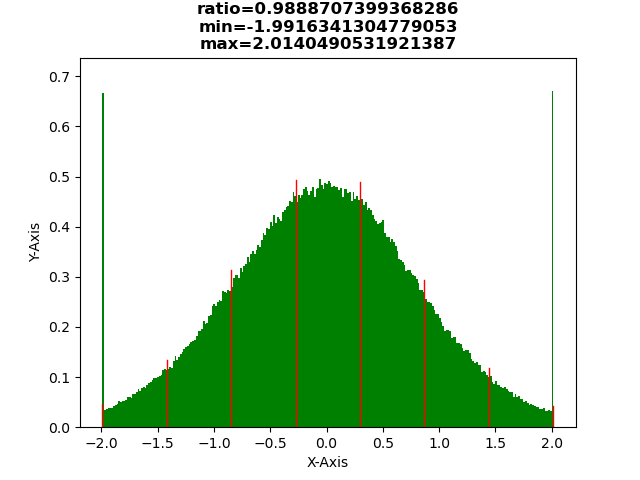 ratio=0.9888707399368286
min=-1.9916341304779053
max=2.0140490531921387
0.7
0.6
0.5
0.4
0.3
0.2
0.1
0.0
Y-Axis
−2.0 −1.5 −1.0 −0.5 0.0 0.5 1.0 1.5 2.0
X-Axis